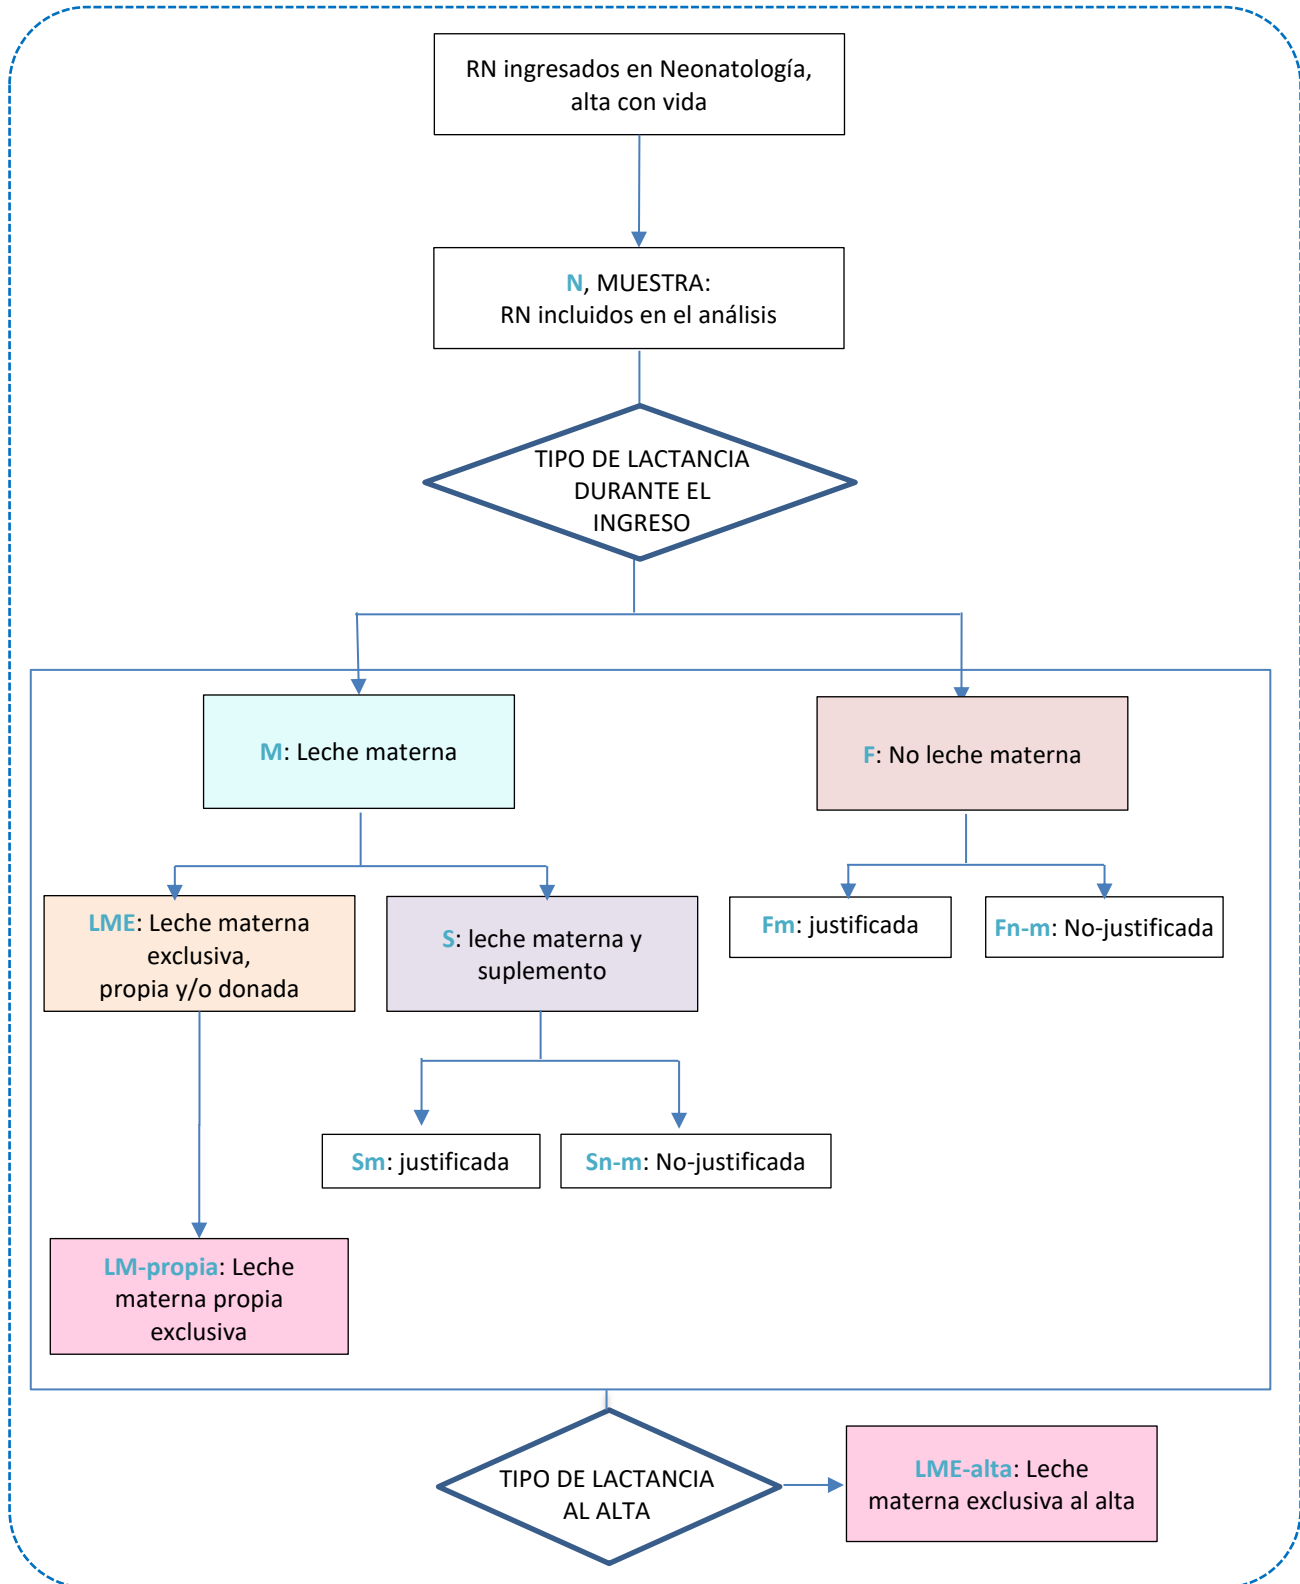 RN ingresados en Neonatología,
alta con vida
N, MUESTRA:
RN incluidos en el análisis
TIPO DE LACTANCIA
DURANTE EL
INGRESO
M: Leche materna
F: No leche materna
LME: Leche materna
exclusiva,
propia y/o donada
S: leche materna y
suplemento
Fm: justificada
Fn-m: No-justificada
Sm: justificada
Sn-m: No-justificada
LM-propia: Leche
materna propia
exclusiva
TIPO DE LACTANCIA
AL ALTA
LME-alta: Leche
materna exclusiva al alta